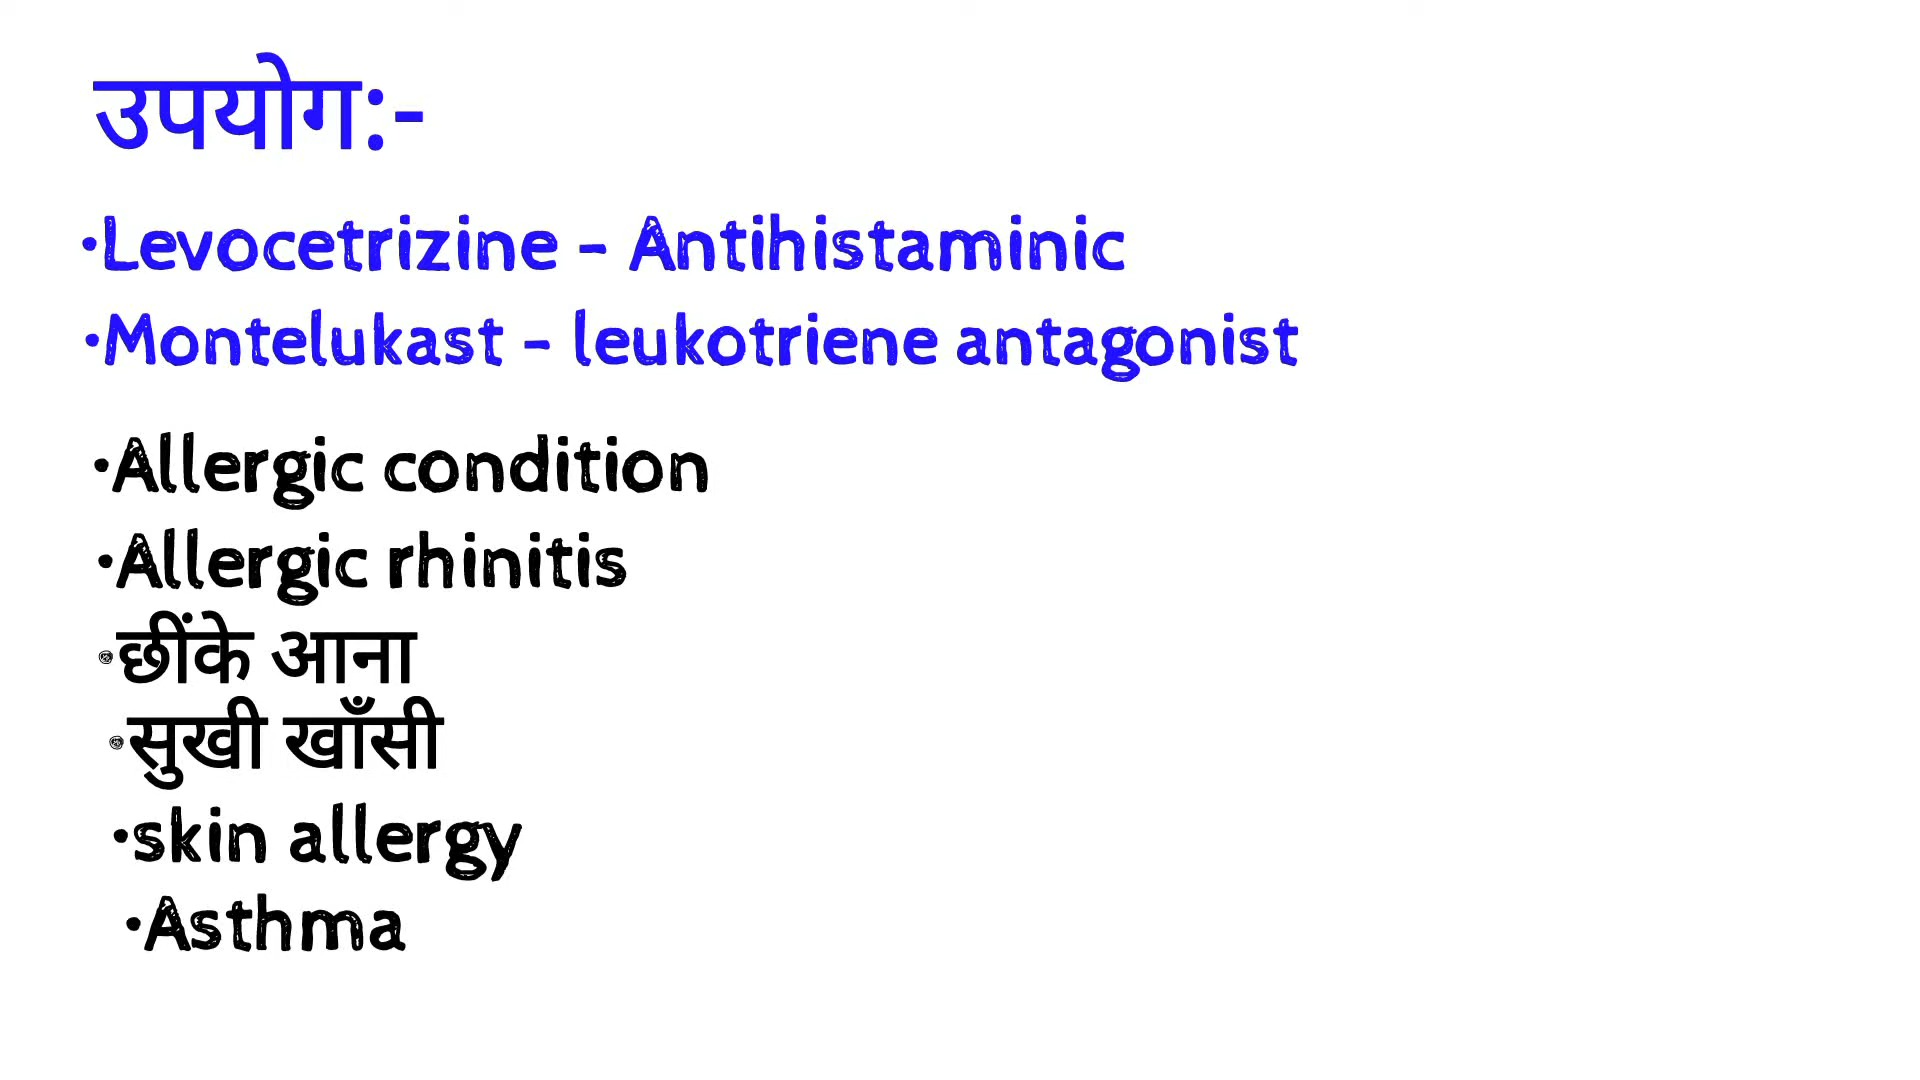 उपयोग:-
•Levocetrizine - Antihistaminic
•Montelukast - leukotriene antagonist
•Allergic condition
•Allergic rhinitis
•छींके आना
•सुखी खाँसी
•skin allergy
•Asthma